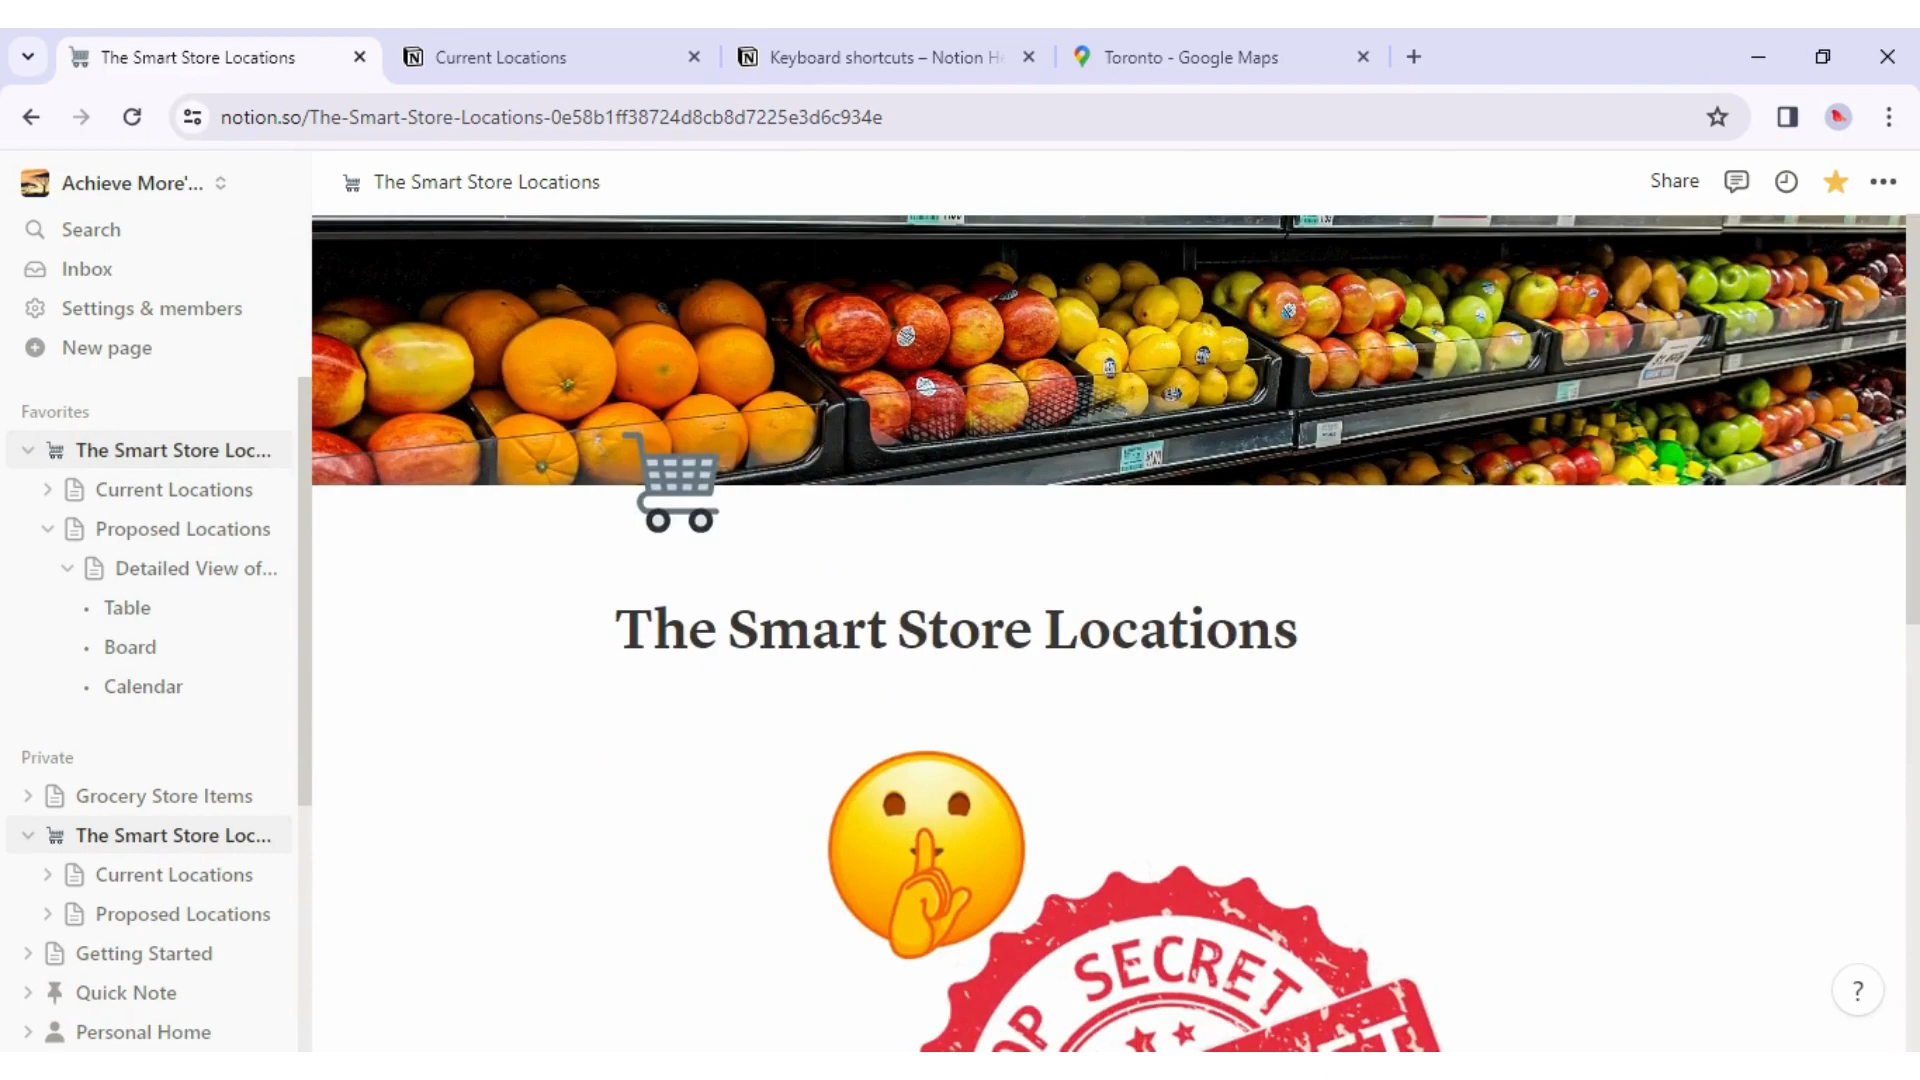 The Smart Store Locations
Current Locations
Keyboard shortcuts – Notion He
Toronto - Google Maps
notion.so/The-Smart-Store-Locations-0e58b1ff38724d8cb8d7225e3d6c934e
Achieve More'...
The Smart Store Locations
Share
Search
Inbox
Settings & members
New page
Favorites
The Smart Store Loc...
Current Locations
Proposed Locations
Detailed View of...
Table
Board
Calendar
Private
Grocery Store Items
The Smart Store Loc...
Current Locations
Proposed Locations
Getting Started
Quick Note
Personal Home
The Smart Store Locations
SECRET
?